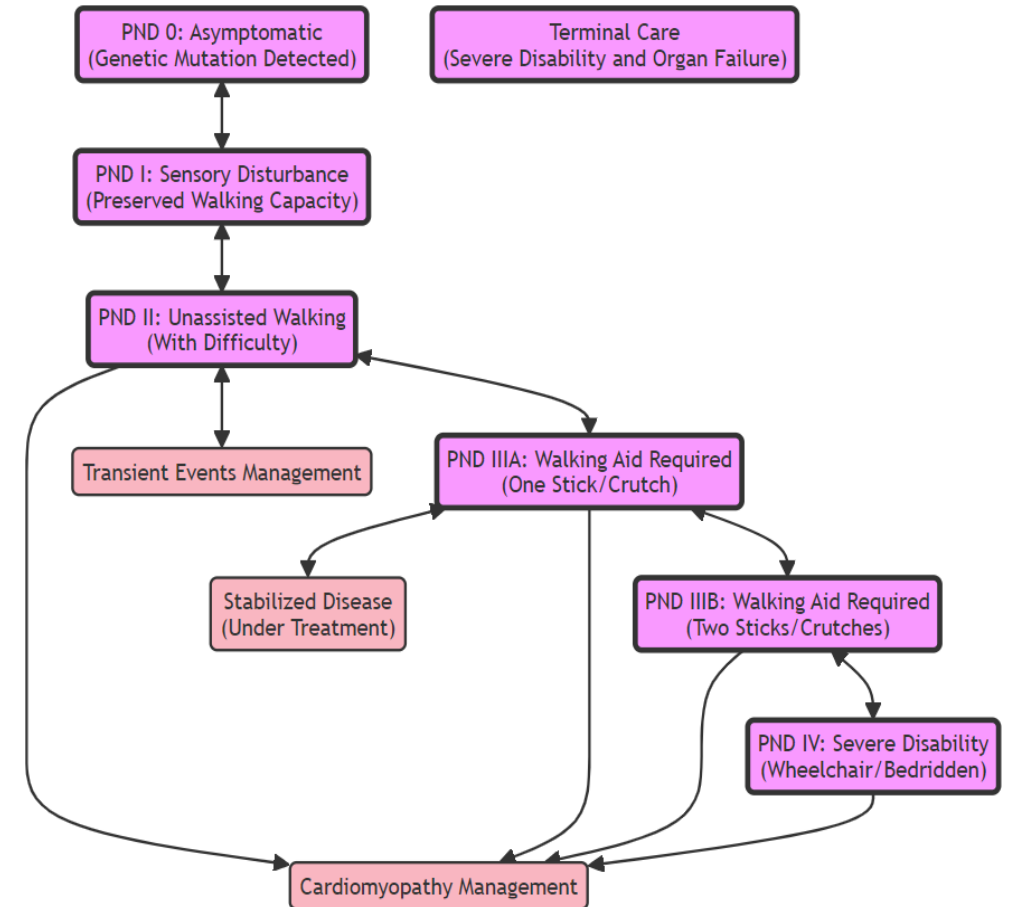 PND 0: Asymptomatic
(Genetic Mutation Detected)
Terminal Care
(Severe Disability and Organ Failure)
PND I: Sensory Disturbance
(Preserved Walking Capacity)
PND II: Unassisted Walking
(With Difficulty)
Transient Events Management
PND IIIA: Walking Aid Required
(One Stick/Crutch)
Stabilized Disease
(Under Treatment)
PND IIIB: Walking Aid Required
(Two Sticks/Crutches)
PND IV: Severe Disability
(Wheelchair/Bedridden)
Cardiomyopathy Management